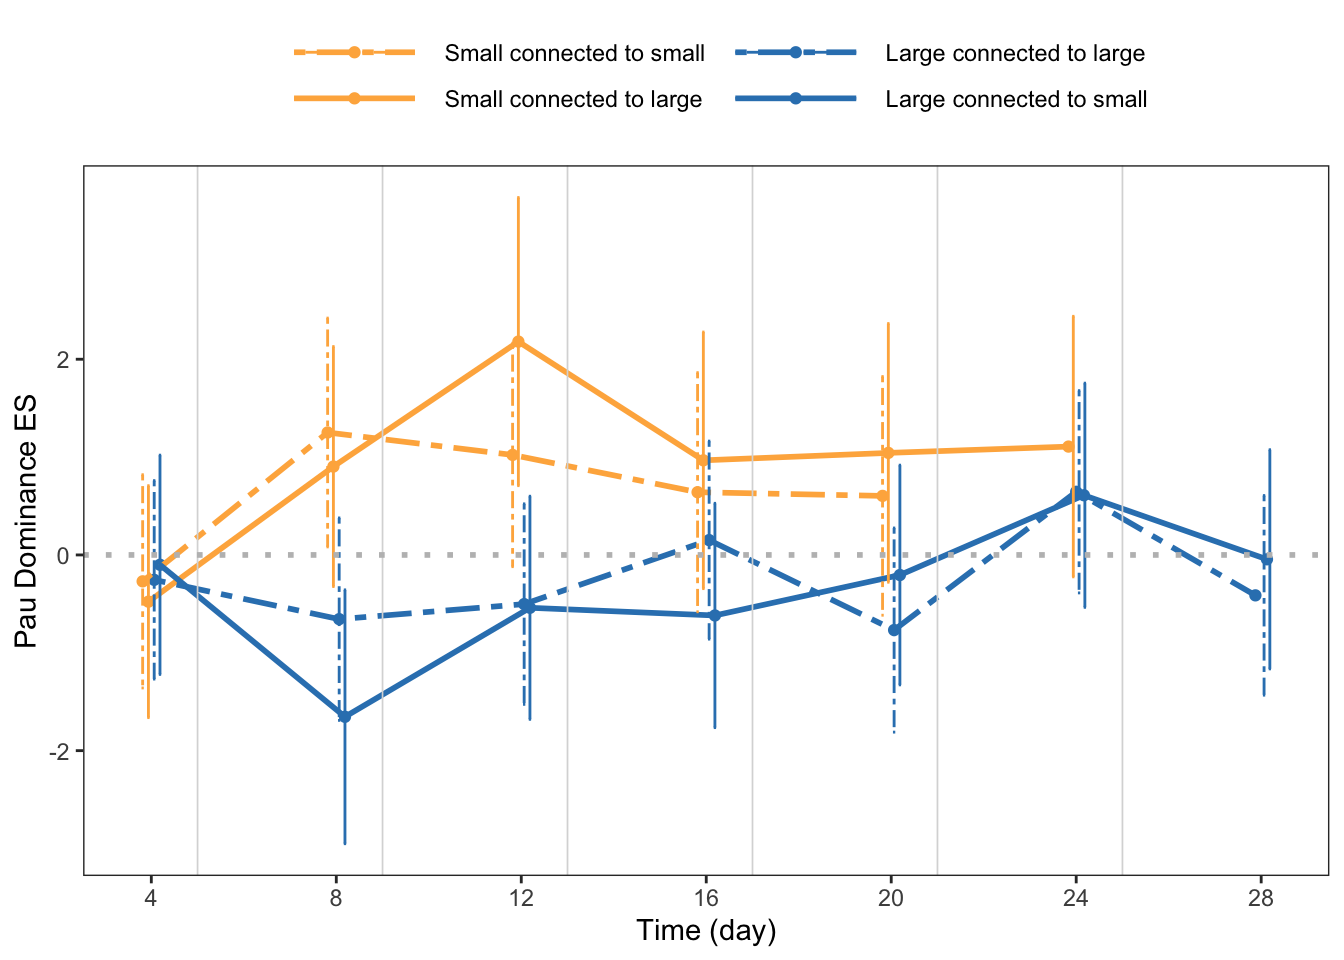 Small connected to small
Large connected to large
Small connected to large
Large connected to small
Pau Dominance ES
2
0
-2
4 8 12 16 20 24 28
Time (day)